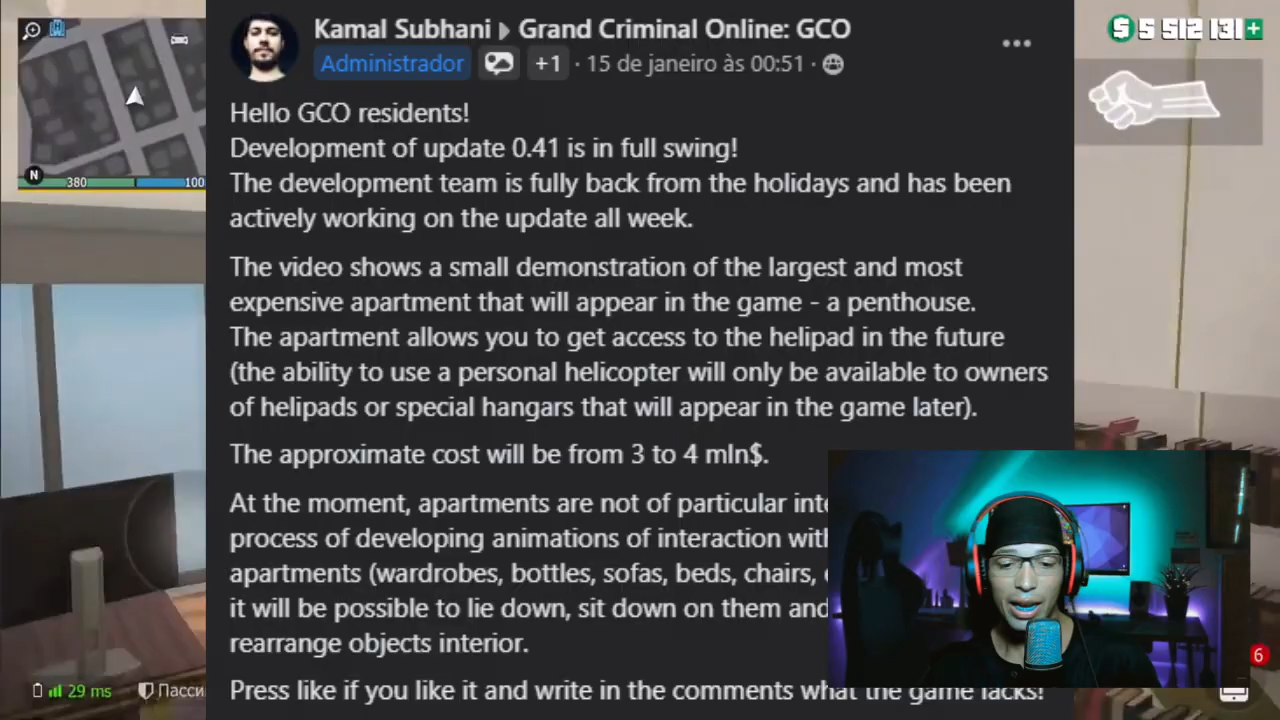 Kamal Subhani ▸ Grand Criminal Online: GCO
Administrador +1 · 15 de janeiro às 00:51 ·
$ 5 512 131+
N
380
100
Hello GCO residents!
Development of update 0.41 is in full swing!
The development team is fully back from the holidays and has been
actively working on the update all week.
The video shows a small demonstration of the largest and most
expensive apartment that will appear in the game - a penthouse.
The apartment allows you to get access to the helipad in the future
(the ability to use a personal helicopter will only be available to owners
of helipads or special hangars that will appear in the game later).
The approximate cost will be from 3 to 4 mln$.
At the moment, apartments are not of particular
process of developing animations of interaction
apartments (wardrobes, bottles, sofas, beds, chairs,
it will be possible to lie down, sit down on them and
rearrange objects interior.
Press like if you like it and write in the comments what the game lacks!
29 ms
Пасси
6